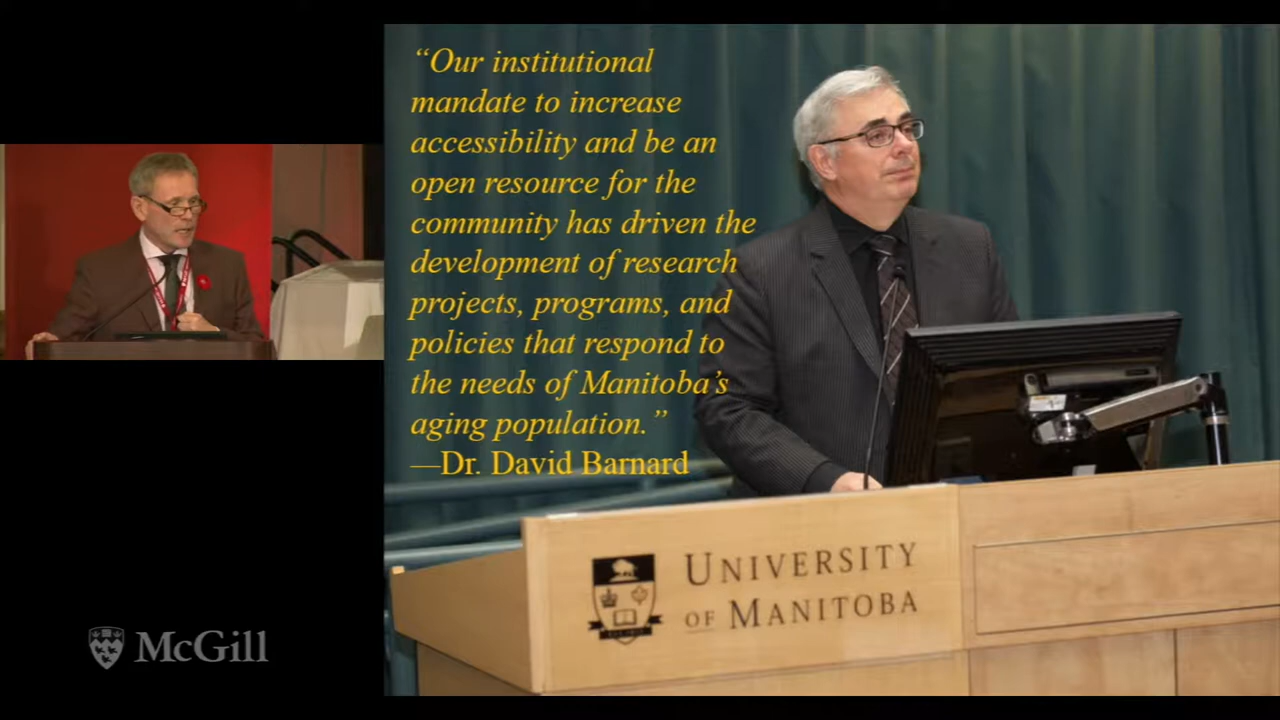 “Our institutional
mandate to increase
accessibility and be an
open resource for the
community has driven the
development of research
projects, programs, and
policies that respond to
the needs of Manitoba’s
aging population.”
—Dr. David Barnard
UNIVERSITY
OF MANITOBA
McGill